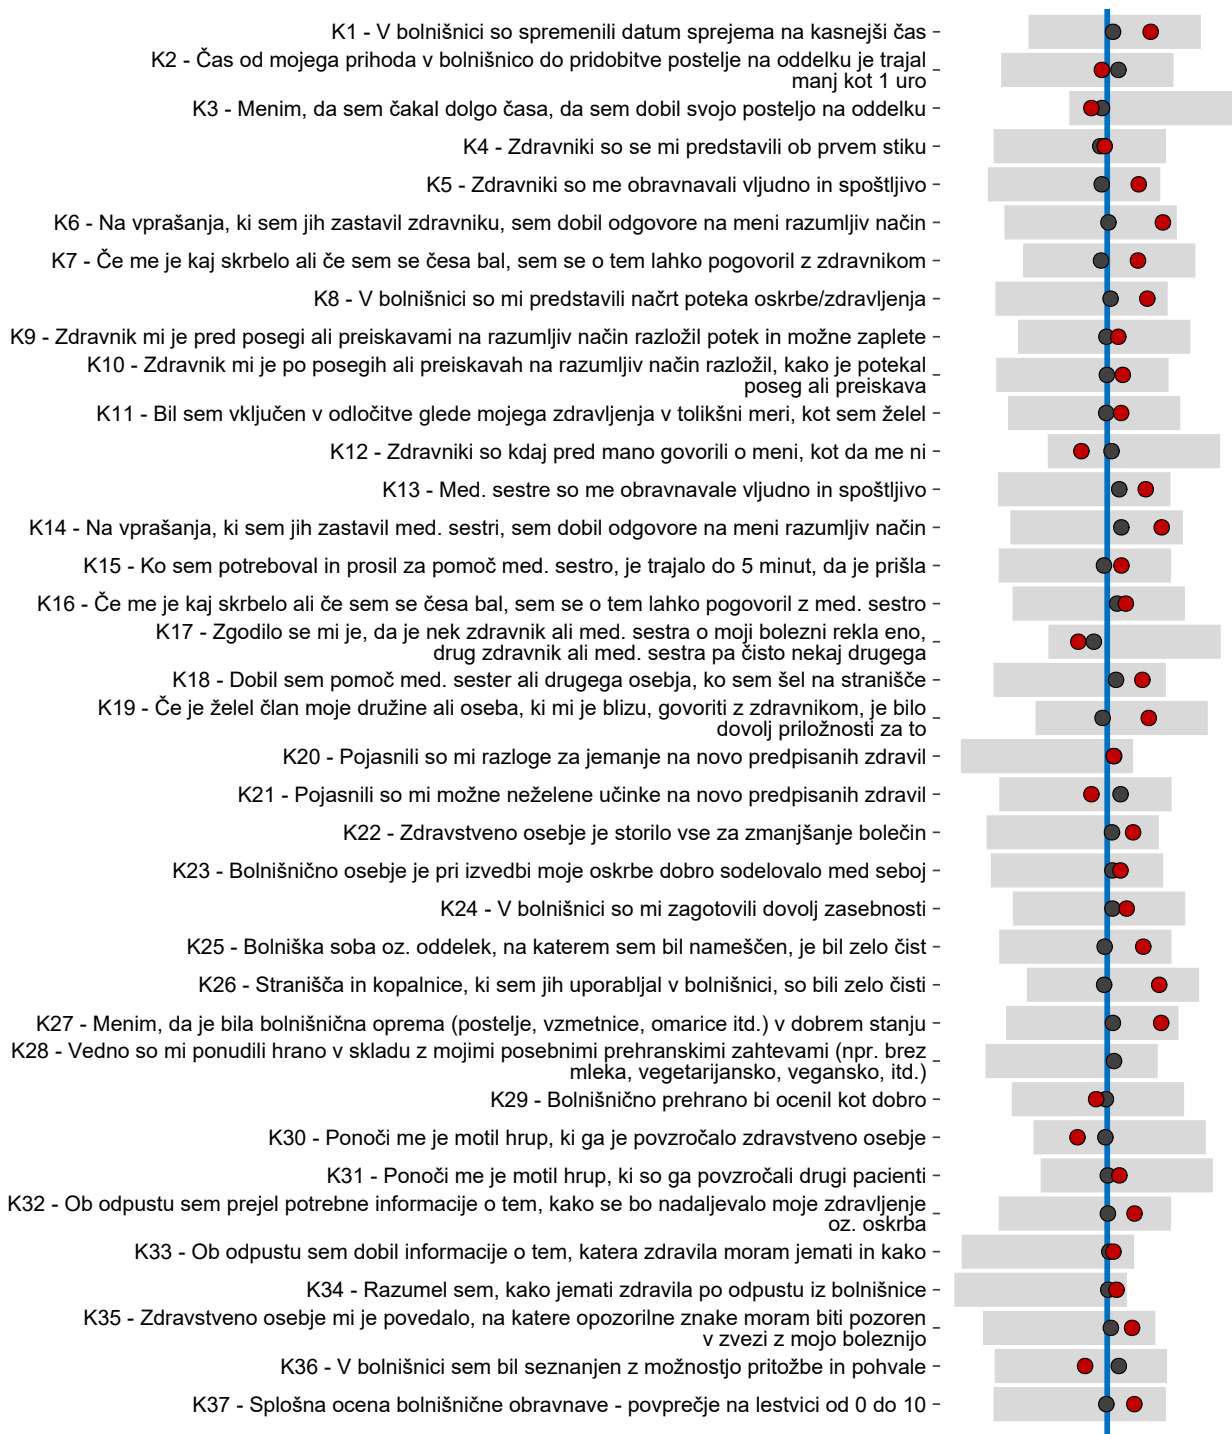 K1 - V bolnišnici so spremenili datum sprejema na kasnejši čas
K2 - Čas od mojega prihoda v bolnišnico do pridobitve postelje na oddelku je trajal
manj kot 1 uro
K3 - Menim, da sem čakal dolgo časa, da sem dobil svojo posteljo na oddelku
K4 - Zdravniki so se mi predstavili ob prvem stiku
K5 - Zdravniki so me obravnavali vljudno in spoštljivo
K6 - Na vprašanja, ki sem jih zastavil zdravniku, sem dobil odgovore na meni razumljiv način
K7 - Če me je kaj skrbelo ali če sem se česa bal, sem se o tem lahko pogovoril z zdravnikom
K8 - V bolnišnici so mi predstavili načrt poteka oskrbe/zdravljenja
K9 - Zdravnik mi je pred posegi ali preiskavami na razumljiv način razložil potek in možne zaplete
K10 - Zdravnik mi je po posegih ali preiskavah na razumljiv način razložil, kako je potekal
poseg ali preiskava
K11 - Bil sem vključen v odločitve glede mojega zdravljenja v tolikšni meri, kot sem želel
K12 - Zdravniki so kdaj pred mano govorili o meni, kot da me ni
K13 - Med. sestre so me obravnavale vljudno in spoštljivo
K14 - Na vprašanja, ki sem jih zastavil med. sestri, sem dobil odgovore na meni razumljiv način
K15 - Ko sem potreboval in prosil za pomoč med. sestro, je trajalo do 5 minut, da je prišla
K16 - Če me je kaj skrbelo ali če sem se česa bal, sem se o tem lahko pogovoril z med. sestro
K17 - Zgodilo se mi je, da je nek zdravnik ali med. sestra o moji bolezni rekla eno,
drug zdravnik ali med. sestra pa čisto nekaj drugega
K18 - Dobil sem pomoč med. sester ali drugega osebja, ko sem šel na stranišče
K19 - Če je želel član moje družine ali oseba, ki mi je blizu, govoriti z zdravnikom, je bilo
dovolj priložnosti za to
K20 - Pojasnili so mi razloge za jemanje na novo predpisanih zdravil
K21 - Pojasnili so mi možne neželene učinke na novo predpisanih zdravil
K22 - Zdravstveno osebje je storilo vse za zmanjšanje bolečin
K23 - Bolnišnično osebje je pri izvedbi moje oskrbe dobro sodelovalo med seboj
K24 - V bolnišnici so mi zagotovili dovolj zasebnosti
K25 - Bolniška soba oz. oddelek, na katerem sem bil nameščen, je bil zelo čist
K26 - Stranišča in kopalnice, ki sem jih uporabljal v bolnišnici, so bili zelo čisti
K27 - Menim, da je bila bolnišnična oprema (postelje, vzmetnice, omarice itd.) v dobrem stanju
K28 - Vedno so mi ponudili hrano v skladu z mojimi posebnimi prehranskimi zahtevami (npr. brez
mleka, vegetarijansko, vegansko, itd.)
K29 - Bolnišnično prehrano bi ocenil kot dobro
K30 - Ponoči me je motil hrup, ki ga je povzročalo zdravstveno osebje
K31 - Ponoči me je motil hrup, ki so ga povzročali drugi pacienti
K32 - Ob odpustu sem prejel potrebne informacije o tem, kako se bo nadaljevalo moje zdravljenje
oz. oskrba
K33 - Ob odpustu sem dobil informacije o tem, katera zdravila moram jemati in kako
K34 - Razumel sem, kako jemati zdravila po odpustu iz bolnišnice
K35 - Zdravstveno osebje mi je povedalo, na katere opozorilne znake moram biti pozoren
v zvezi z mojo boleznijo
K36 - V bolnišnici sem bil seznanjen z možnostjo pritožbe in pohvale
K37 - Splošna ocena bolnišnične obravnave - povprečje na lestvici od 0 do 10